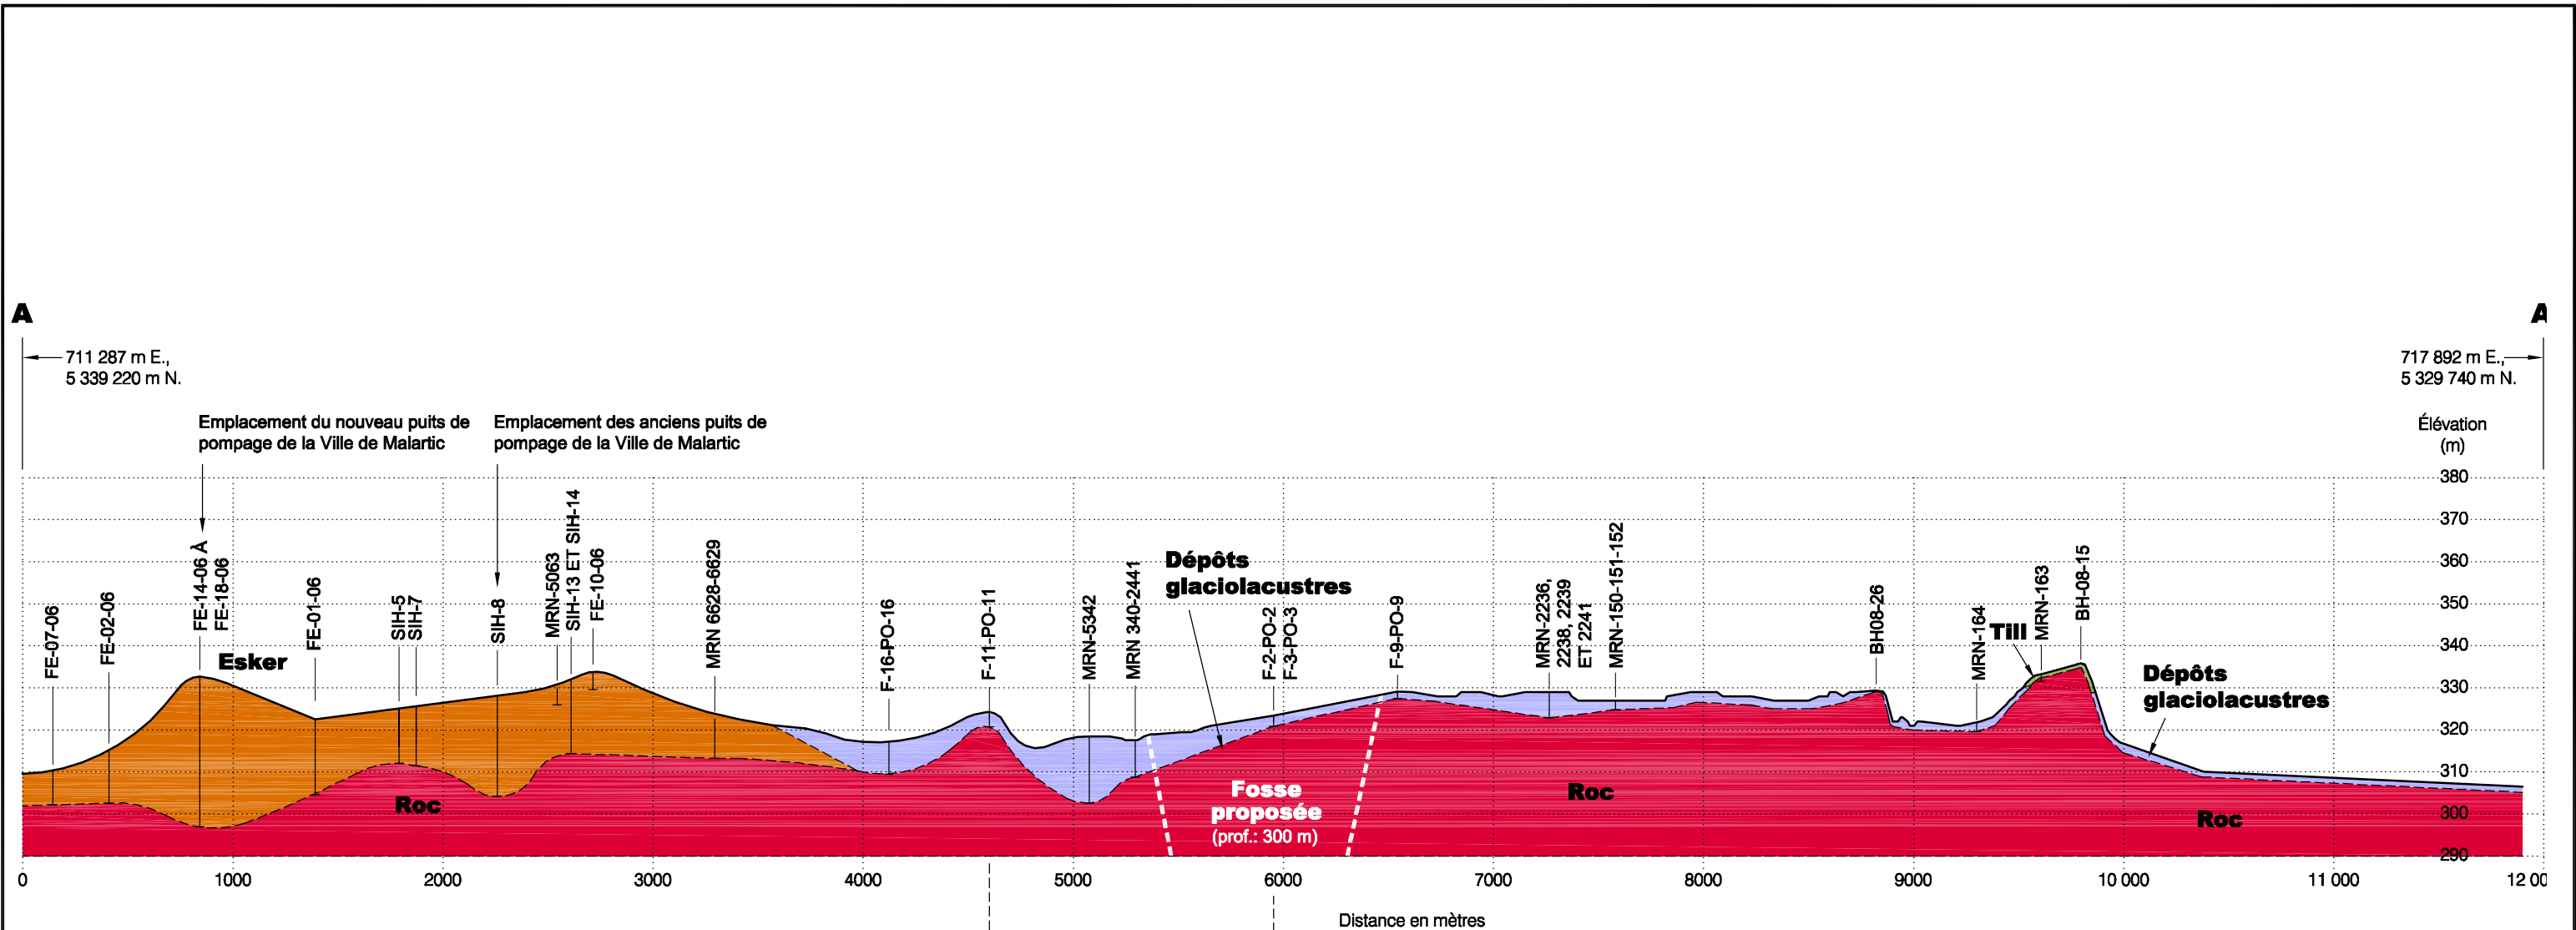 A
A
711 287 m E.,
5 339 220 m N.
717 892 m E.,
5 329 740 m N.
Emplacement du nouveau puits de
pompage de la Ville de Malartic
Emplacement des anciens puits de
pompage de la Ville de Malartic
Élévation
(m)
380
370
360
350
340
330
320
310
300
290
FE-07-06
FE-02-06
FE-14-06 À
FE-18-06
Esker
FE-01-06
SIH-5
SIH-7
SIH-8
MRN-5063
SIH-13 ET SIH-14
FE-10-06
MRN 6628-6629
F-16-PO-16
F-11-PO-11
MRN-5342
MRN 340-2441
Dépôts
glaciolacustres
F-2-PO-2
F-3-PO-3
F-9-PO-9
MRN-2236,
2238, 2239
ET 2241
MRN-150-151-152
BH08-26
MRN-164
Till
MRN-163
BH-08-15
Dépôts
glaciolacustres
Roc
Fosse
proposée
(prof.: 300 m)
Roc
Roc
0
1000
2000
3000
4000
5000
6000
7000
8000
9000
10 000
11 000
12 00
Distance en mètres